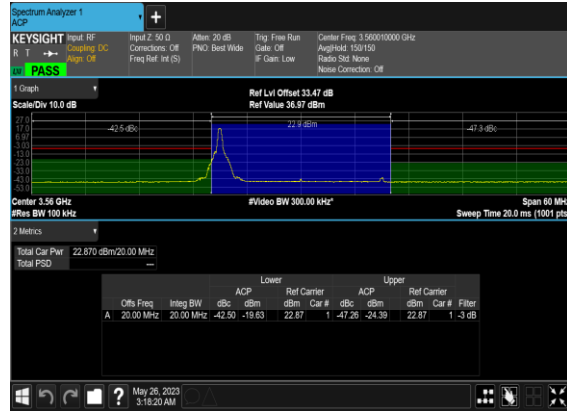 Spectrum Analyzer 1
ACP
+
KEYSIGHT Input: RF Input Z: 50 Ω Atten: 20 dB Trig: Free Run Center Freq: 3.560010000 GHz
R T Coupling: DC Corrections: Off PNO: Best Wide Gate: Off Avg|Hold: 150/150
Align: Off Freq Ref: Int (S) IF Gain: Low Radio Std: None
PASS Noise Correction: Off
1 Graph
Ref Lvl Offset 33.47 dB
Scale/Div 10.0 dB Ref Value 36.97 dBm
27.0
17.0 -42.5 dBc 22.9 dBm -47.3 dBc
6.97
-3.03
-13.0
-23.0
-33.0
-43.0
-53.0
Center 3.56 GHz #Video BW 300.00 kHz* Span 60 MHz
#Res BW 100 kHz Sweep Time 20.0 ms (1001 pts
2 Metrics
Total Car Pwr 22.870 dBm/20.00 MHz
Total PSD ---
Lower Upper
ACP Ref Carrier ACP Ref Carrier
Offs Freq Integ BW dBc dBm dBm Car # dBc dBm dBm Car # Filter
A 20.00 MHz 20.00 MHz -42.50 -19.63 22.87 1 -47.26 -24.39 22.87 1 -3 dB
?
May 26, 2023
3:18:20 AM